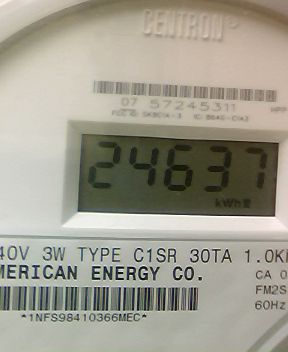 CENTRON®
07 57245311
24637
kWh
40V 3W TYPE C1SR 30TA 1.0K
MERICAN ENERGY CO.
CA 0
FM2S
60Hz
*1NFS98410366MEC*